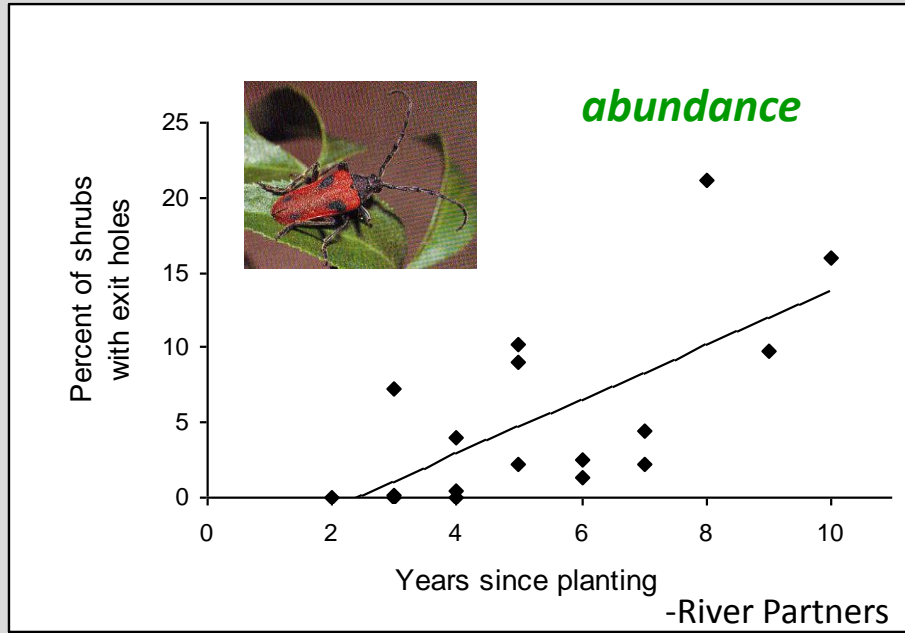 abundance
25
20
15
10
5
0
Percent of shrubs
with exit holes
0 2 4 6 8 10
Years since planting
-River Partners